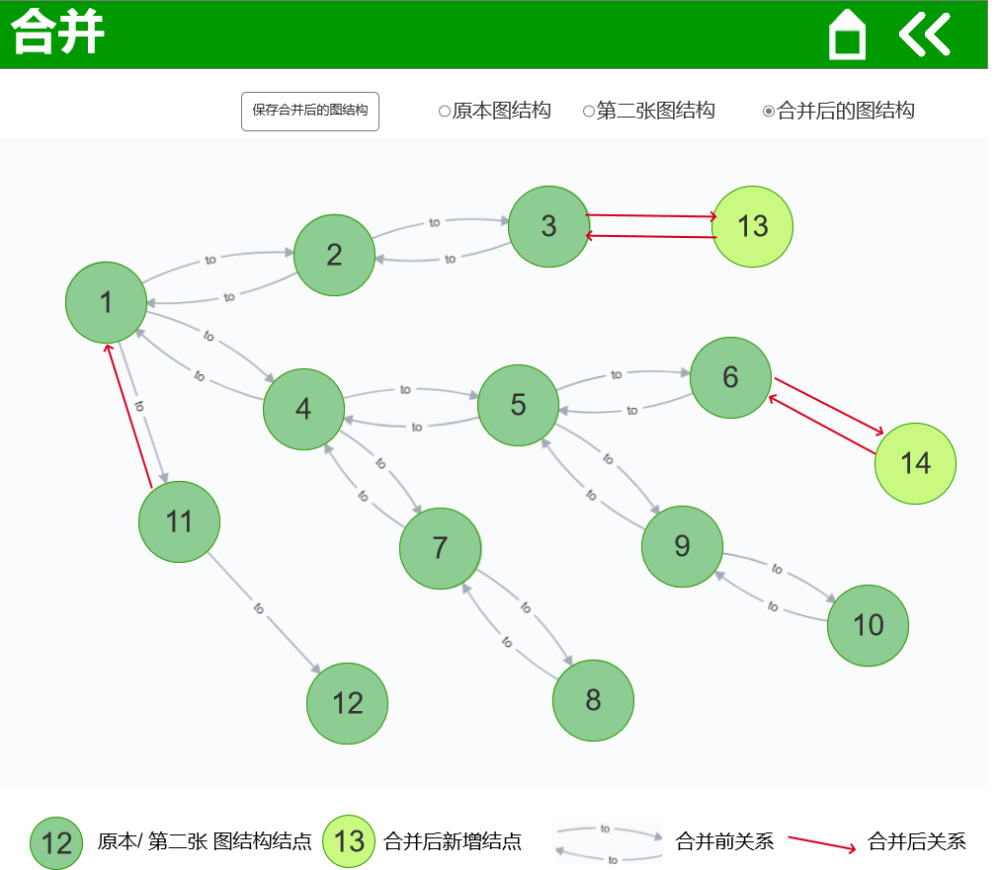 合并
保存合并后的图结构
原本图结构
第二张图结构
合并后的图结构
3
13
to
2
to
to
to
1
to
to
6
to
to
to
4
to
5
to
to
to
14
to
to
11
to
to
7
9
to
to
to
to
10
to
12
8
12
原本/ 第二张 图结构结点
13
合并后新增结点
to
to
合并前关系
合并后关系